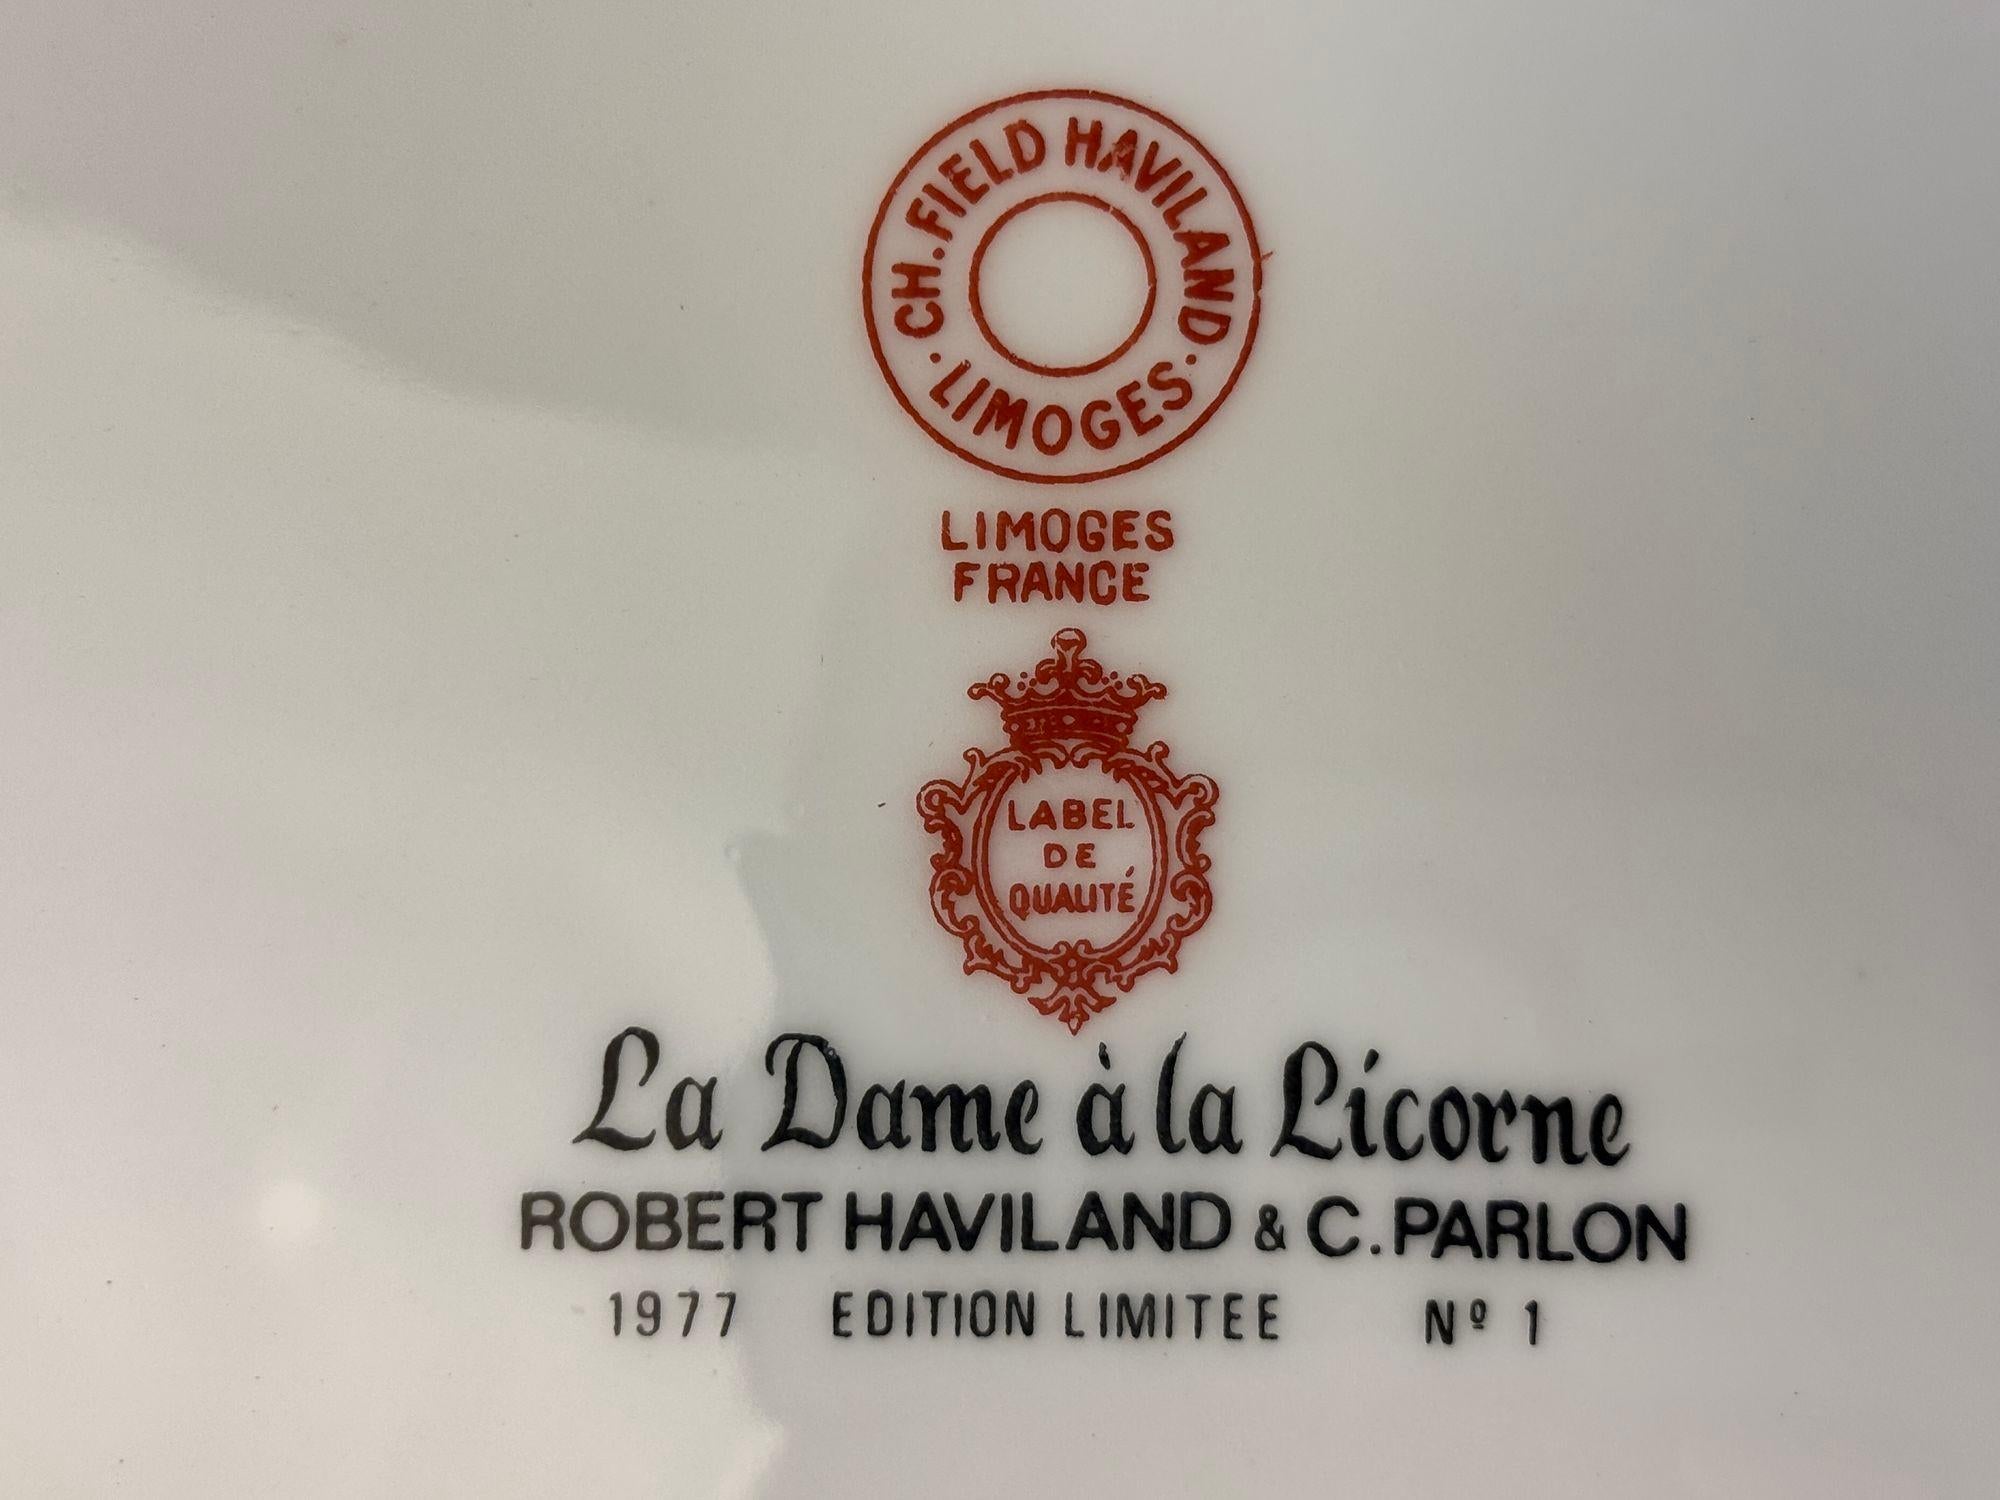 CH. FIELD HAVILAND
· LIMOGES ·
LIMOGES
FRANCE
LABEL
DE
QUALITÉ
La Dame à la Licorne
ROBERT HAVILAND & C. PARLON
1977 EDITION LIMITEE Nº 1